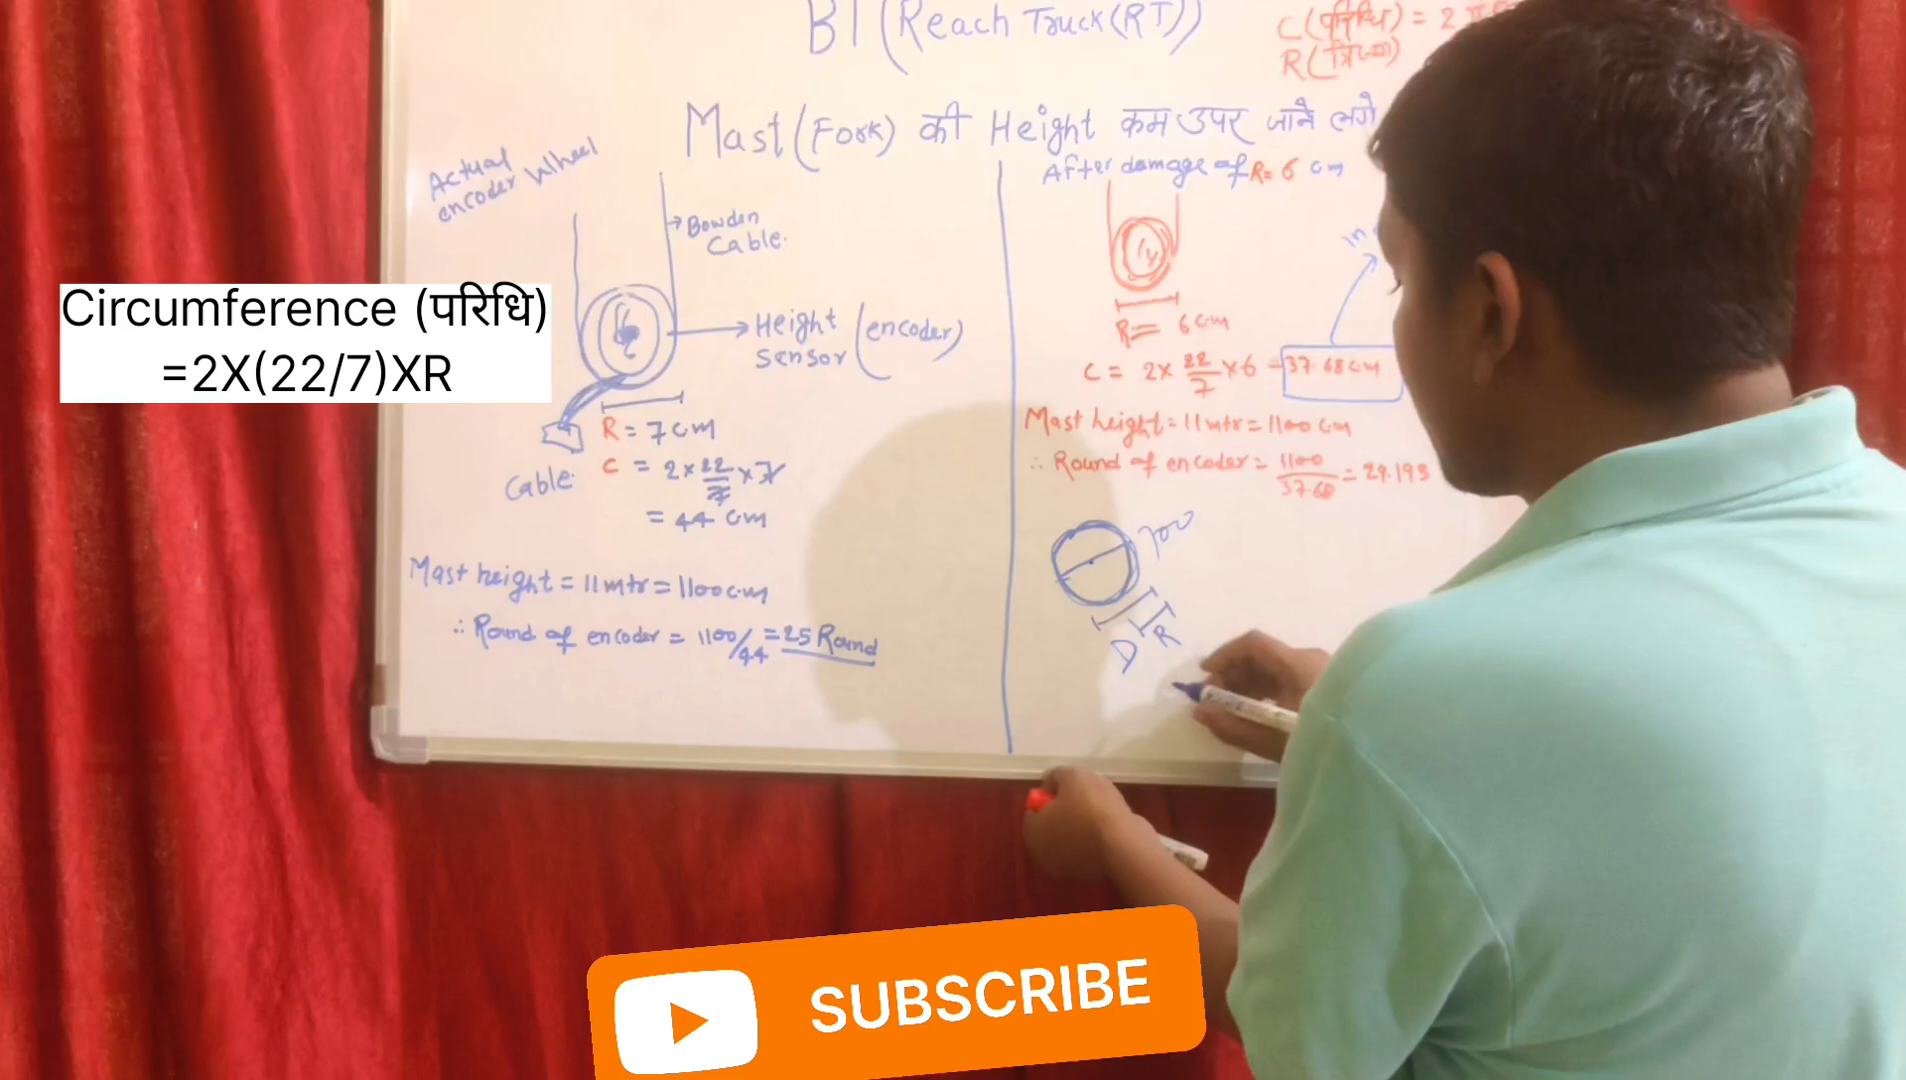 BT (Reach Truck (RT))
C (परिधि) = 2
R (त्रिज्या)
Mast (Fork) की Height कम उपर जाने लगे
Actual
encoder Wheel
Bowden
Cable.
Height
Sensor (encoder)
Cable.
R = 7 cm
C = 2 × 22/7 × 7
= 44 cm
Mast height = 11 mtr = 1100 cm
∴ Round of encoder = 1100/44 = 25 Round
After damage of R = 6 cm
R = 6 cm
C = 2 × 22/7 × 6 = 37.68 cm
Mast height = 11 mtr = 1100 cm
∴ Round of encoder = 1100/37.68 = 29.193
D
R
Circumference (परिधि)
=2X(22/7)XR
SUBSCRIBE